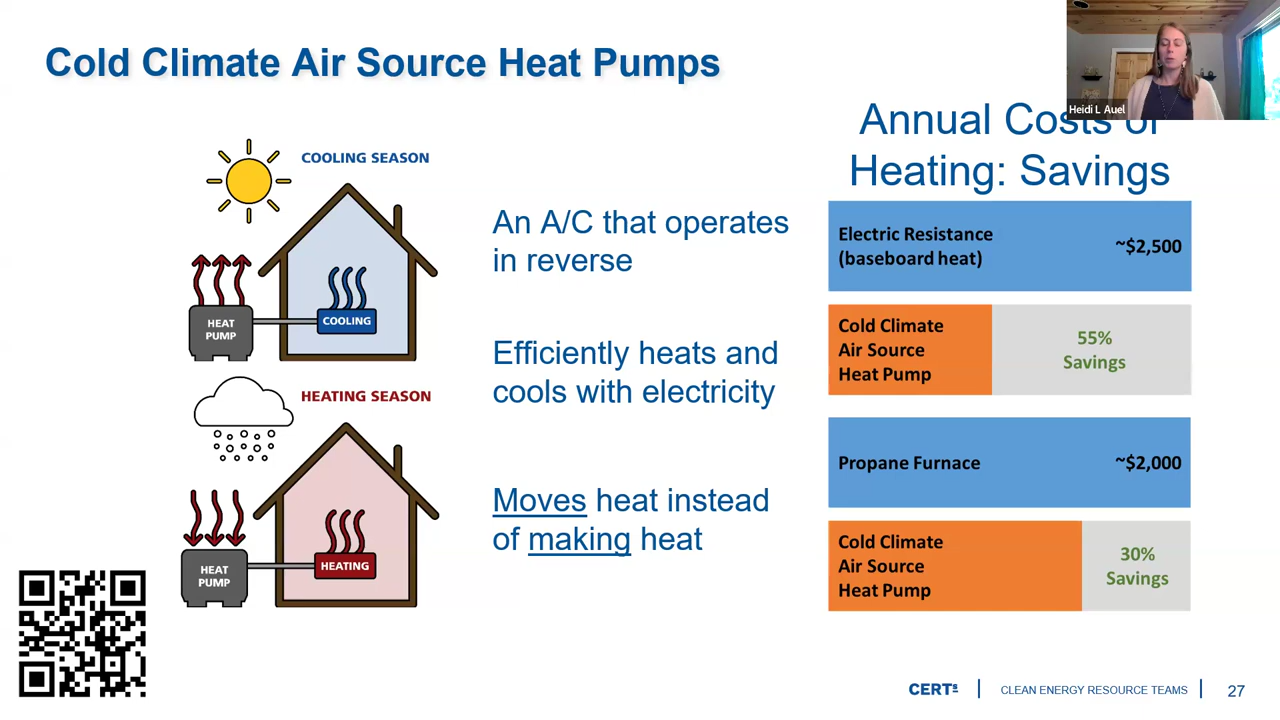 Cold Climate Air Source Heat Pumps
Heidi L Auel
COOLING SEASON
HEAT
PUMP
COOLING
HEATING SEASON
HEAT
PUMP
HEATING
An A/C that operates
in reverse
Efficiently heats and
cools with electricity
Moves heat instead
of making heat
Annual Costs of
Heating: Savings
Electric Resistance
(baseboard heat)
~$2,500
Cold Climate
Air Source
Heat Pump
55%
Savings
Propane Furnace
~$2,000
Cold Climate
Air Source
Heat Pump
30%
Savings
CERTs
CLEAN ENERGY RESOURCE TEAMS
27